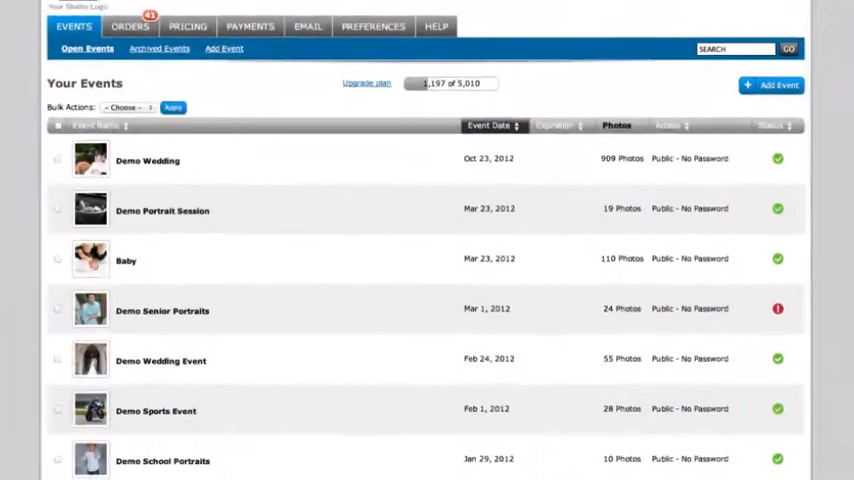 Your Studio Logo
EVENTS ORDERS 41 PRICING PAYMENTS EMAIL PREFERENCES HELP
Open Events Archived Events Add Event SEARCH GO
Your Events Upgrade plan 1,197 of 5,010 + Add Event
Bulk Actions: - Choose - Apply
Event Name Event Date Expiration Photos Access Status
Demo Wedding Oct 23, 2012 909 Photos Public - No Password
Demo Portrait Session Mar 23, 2012 19 Photos Public - No Password
Baby Mar 23, 2012 110 Photos Public - No Password
Demo Senior Portraits Mar 1, 2012 24 Photos Public - No Password
Demo Wedding Event Feb 24, 2012 55 Photos Public - No Password
Demo Sports Event Feb 1, 2012 28 Photos Public - No Password
Demo School Portraits Jan 29, 2012 10 Photos Public - No Password